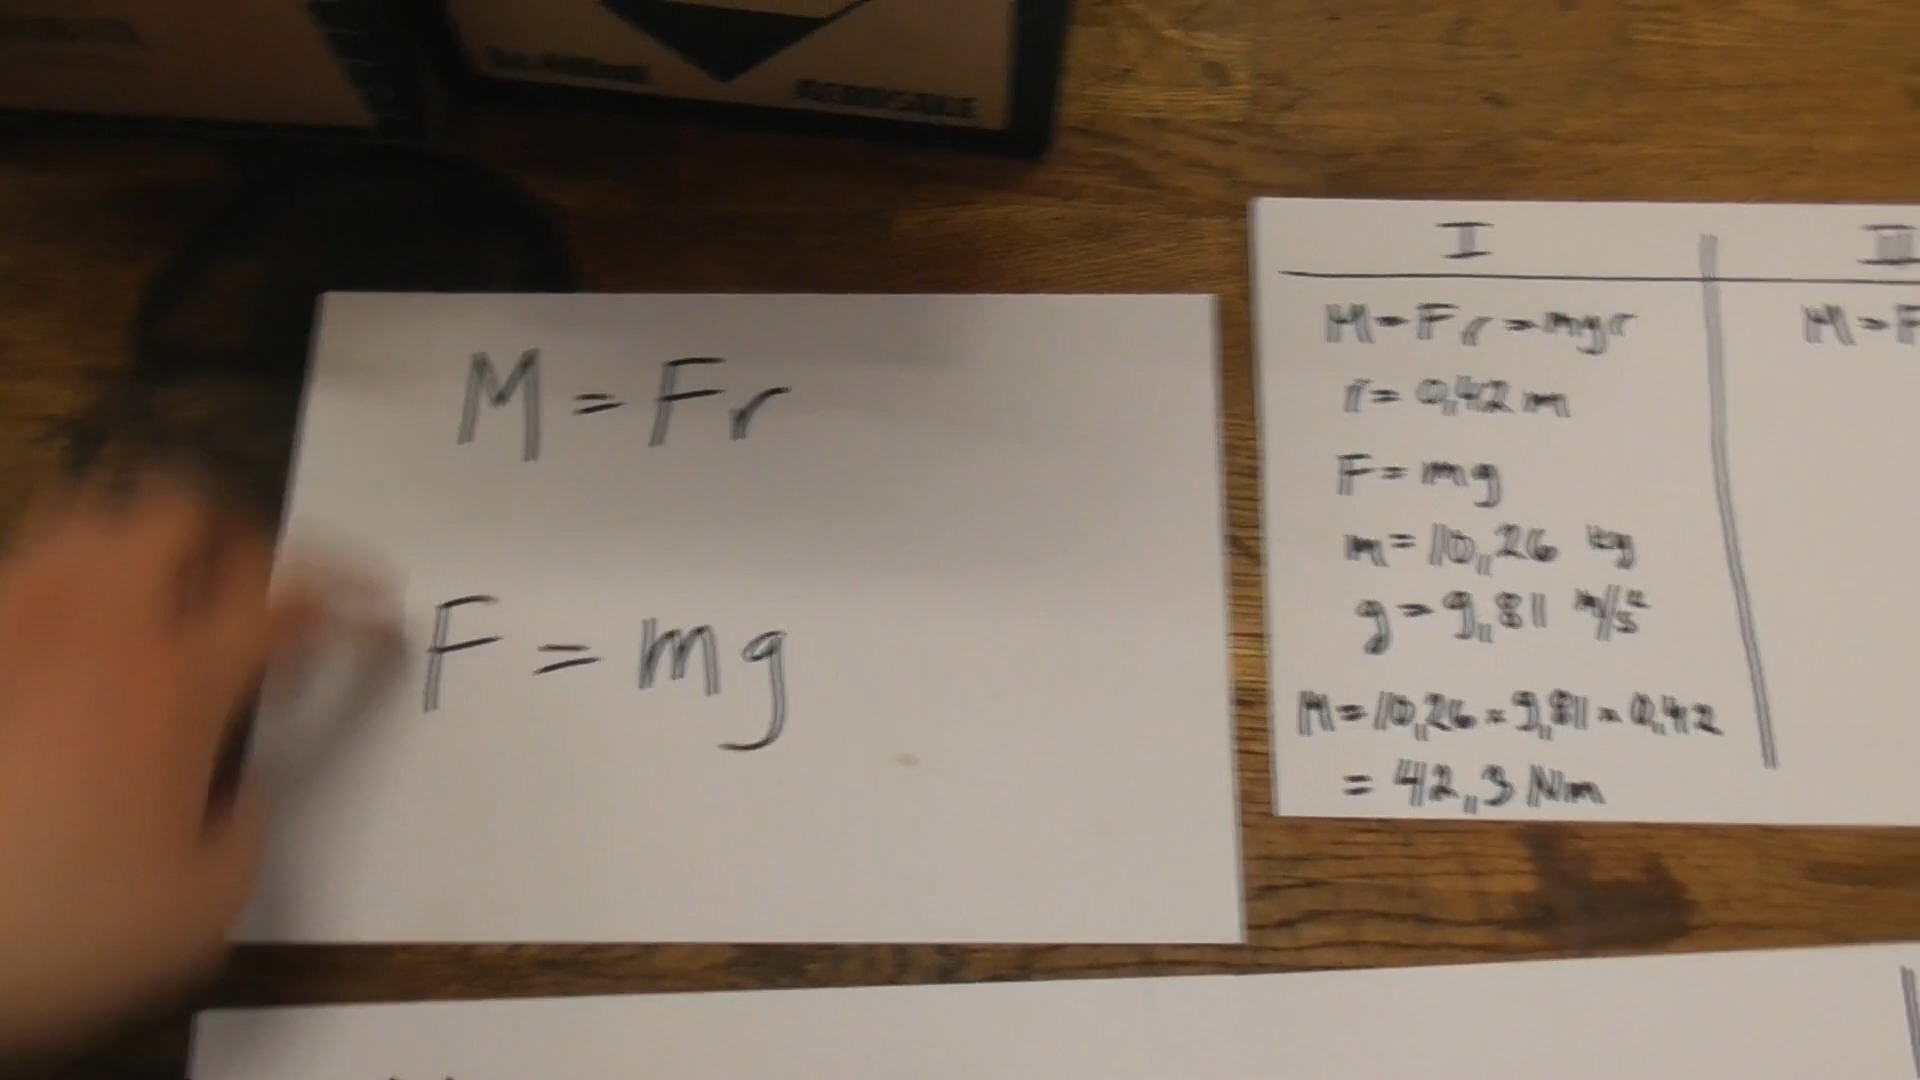 M = Fr
F = mg
I
M = Fr = mgr
r = 0,42 m
F = mg
m = 10,26 kg
g = 9,81 m/s²
M = 10,26 × 9,81 × 0,42
= 42,3 Nm
II
M = F